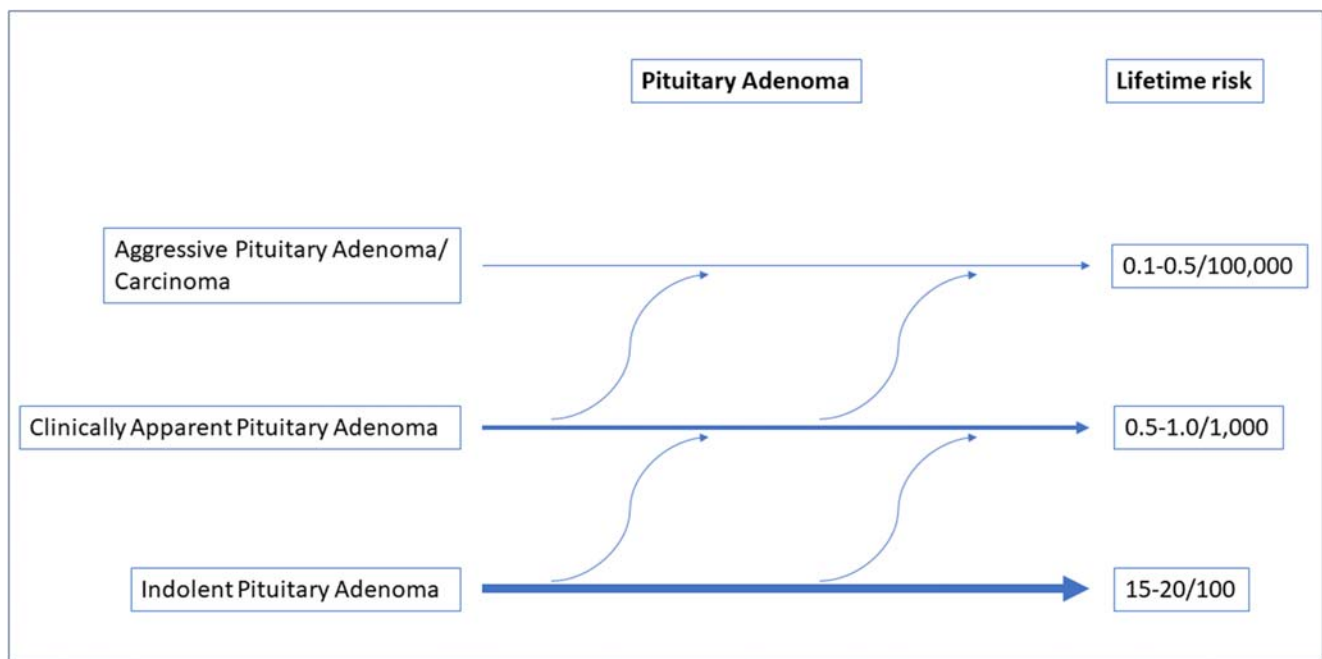 Pituitary Adenoma
Lifetime risk
Aggressive Pituitary Adenoma/
Carcinoma
0.1-0.5/100,000
Clinically Apparent Pituitary Adenoma
0.5-1.0/1,000
Indolent Pituitary Adenoma
15-20/100